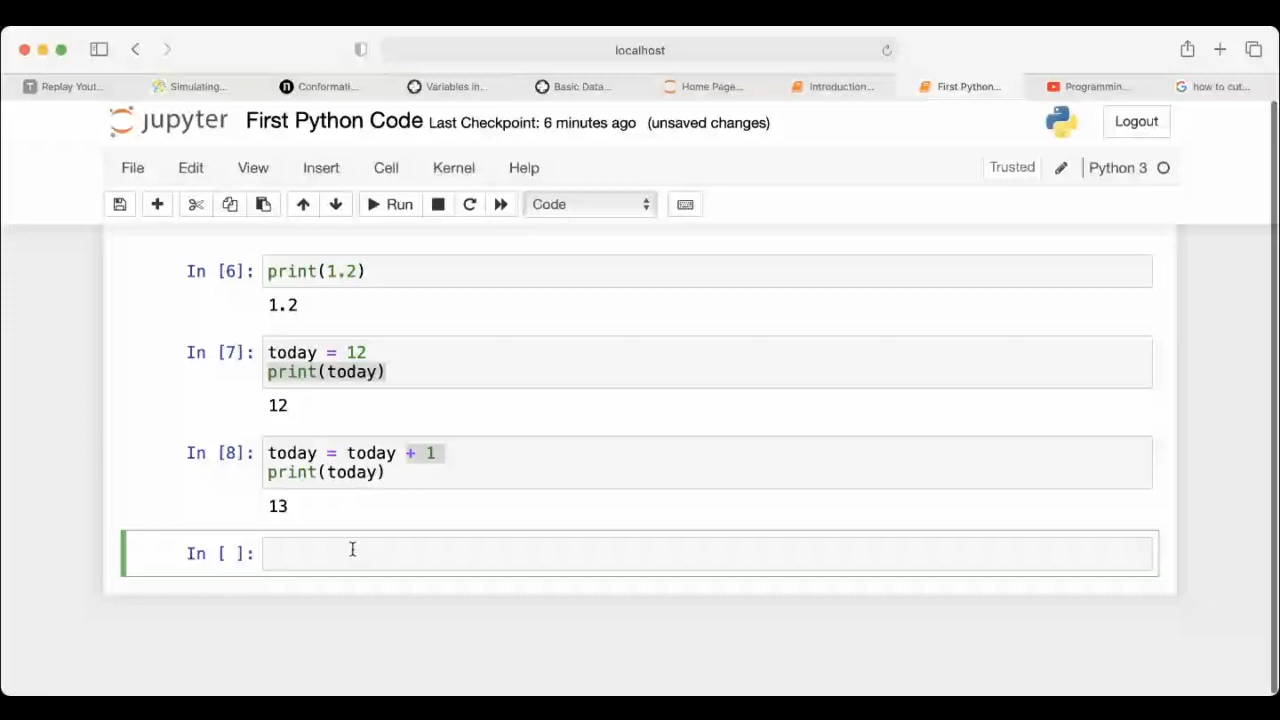 localhost
Replay Yout...
Simulating...
Conformati...
Variables in...
Basic Data...
Home Page...
Introduction...
First Python...
Programmin...
how to cut...
jupyter First Python Code Last Checkpoint: 6 minutes ago (unsaved changes)
Logout
File Edit View Insert Cell Kernel Help
Trusted Python 3
Run Code
In [6]: print(1.2)
1.2
In [7]: today = 12
print(today)
12
In [8]: today = today + 1
print(today)
13
In [ ]: